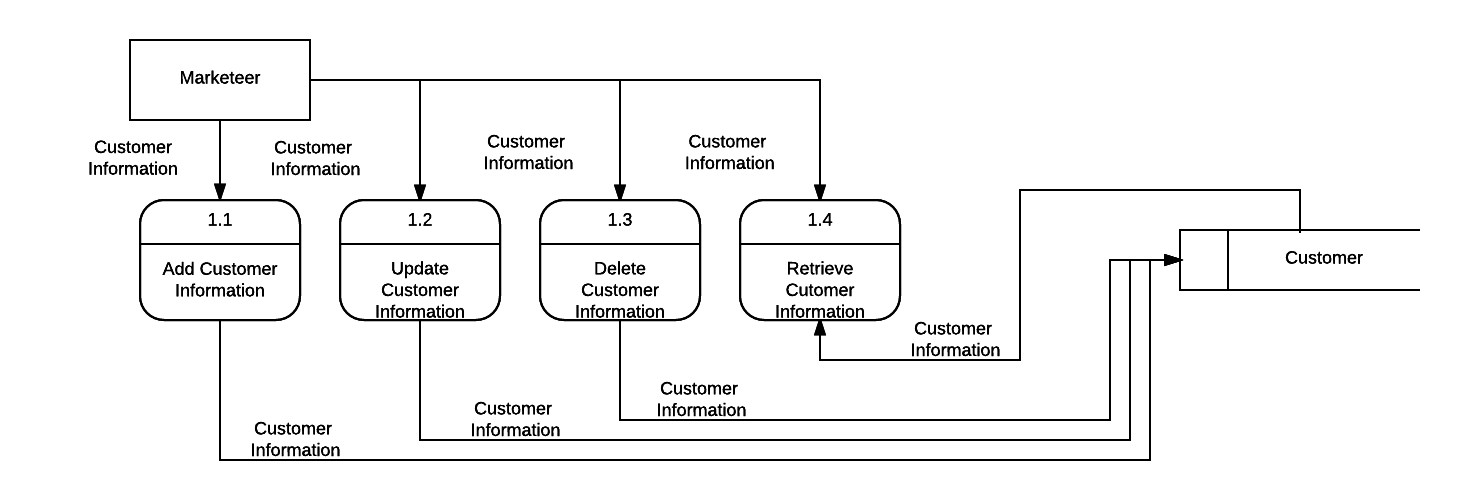 Marketeer
Customer
Information
Customer
Information
Customer
Information
Customer
Information
1.1
Add Customer
Information
1.2
Update
Customer
Information
1.3
Delete
Customer
Information
1.4
Retrieve
Cutomer
Information
Customer
Customer
Information
Customer
Information
Customer
Information
Customer
Information